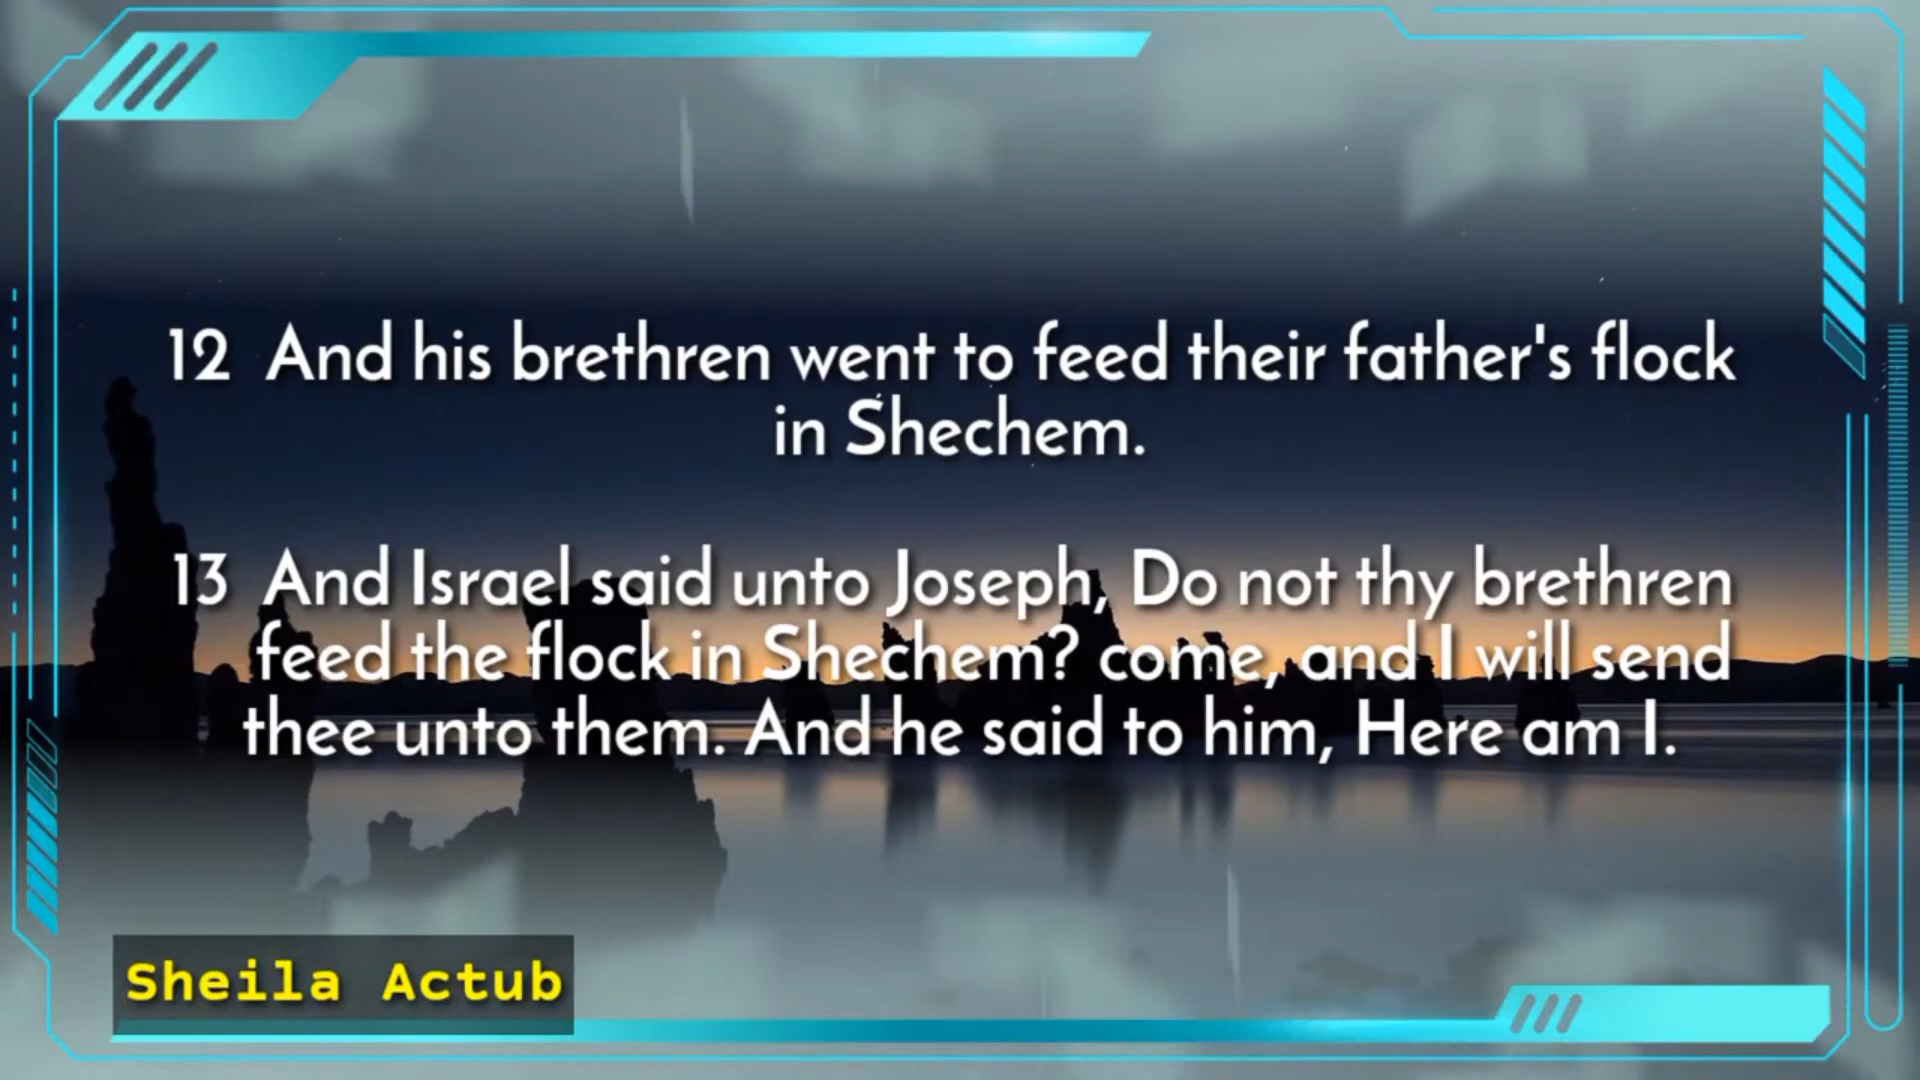 12 And his brethren went to feed their father's flock
in Shechem.
13 And Israel said unto Joseph, Do not thy brethren
feed the flock in Shechem? come, and I will send
thee unto them. And he said to him, Here am I.
Sheila Actub